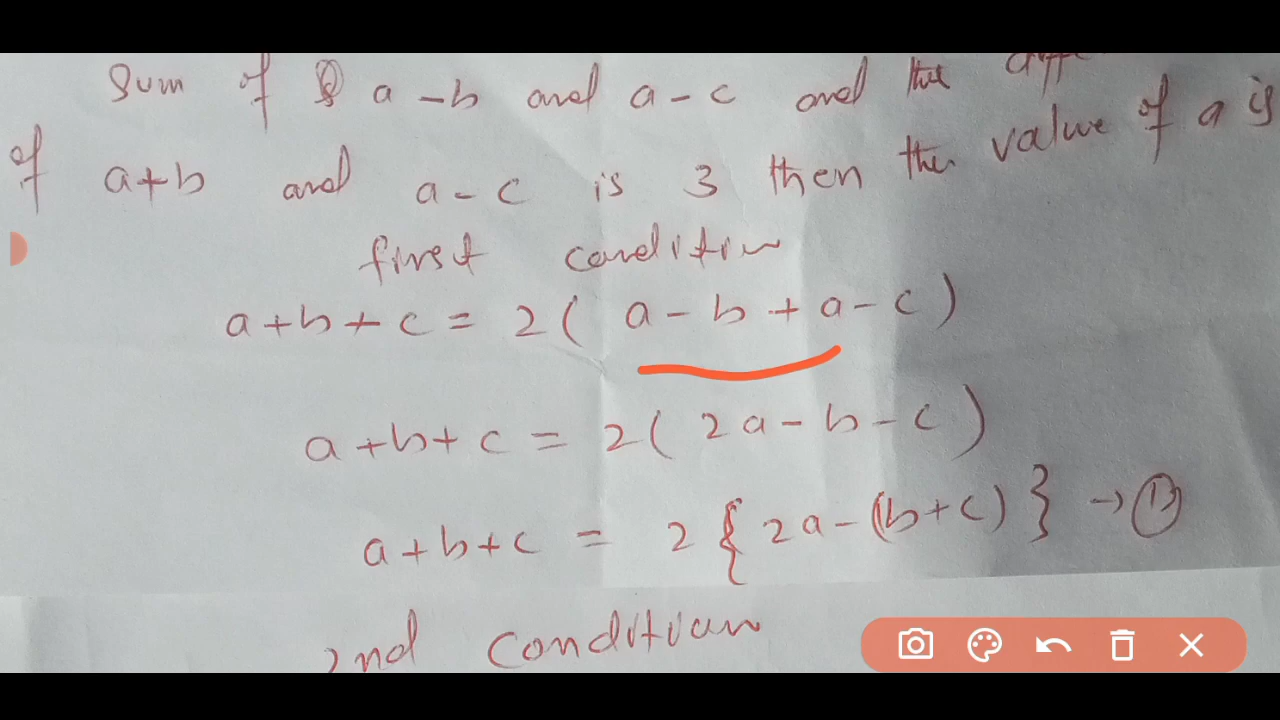 Sum of a - b and a - c and the diff
of a+b and a - c is 3 then the value of a is
first condition
a + b + c = 2 ( a - b + a - c )
a + b + c = 2 ( 2a - b - c )
a + b + c = 2 { 2a - (b + c) } → ①
2nd condition